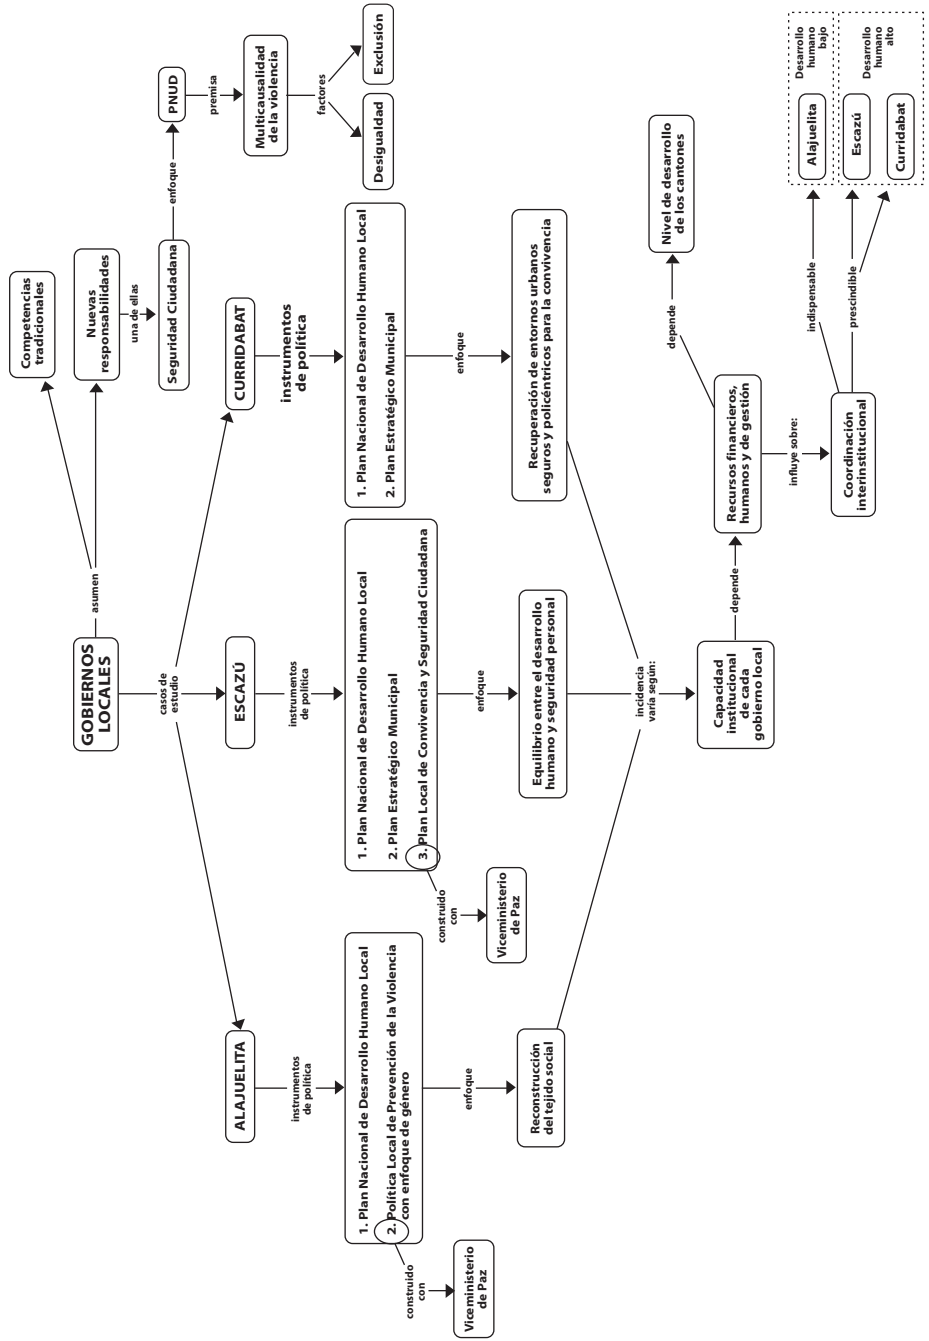 GOBIERNOS
LOCALES
asumen
Competencias
tradicionales
Nuevas
responsabilidades
una de ellas
Seguridad Ciudadana
enfoque
PNUD
premisa
Multicausalidad
de la violencia
factores
Desigualdad
Exclusión
casos de
estudio
ALAJUELITA
instrumentos
de política
1. Plan Nacional de Desarrollo Humano Local
2. Política Local de Prevención de la Violencia
con enfoque de género
construido
con
Viceministerio
de Paz
enfoque
Reconstrucción
del tejido social
ESCAZÚ
instrumentos
de política
1. Plan Nacional de Desarrollo Humano Local
2. Plan Estratégico Municipal
3. Plan Local de Convivencia y Seguridad Ciudadana
construido
con
Viceministerio
de Paz
enfoque
Equilibrio entre el desarrollo
humano y seguridad personal
CURRIDABAT
instrumentos
de política
1. Plan Nacional de Desarrollo Humano Local
2. Plan Estratégico Municipal
enfoque
Recuperación de entornos urbanos
seguros y policéntricos para la convivencia
incidencia
varía según:
Capacidad
institucional
de cada
gobierno local
depende
Recursos financieros,
humanos y de gestión
depende
Nivel de desarrollo
de los cantones
influye sobre:
Coordinación
interinstitucional
indispensable
prescindible
Alajuelita
Desarrollo
humano
bajo
Escazú
Curridabat
Desarrollo
humano
alto